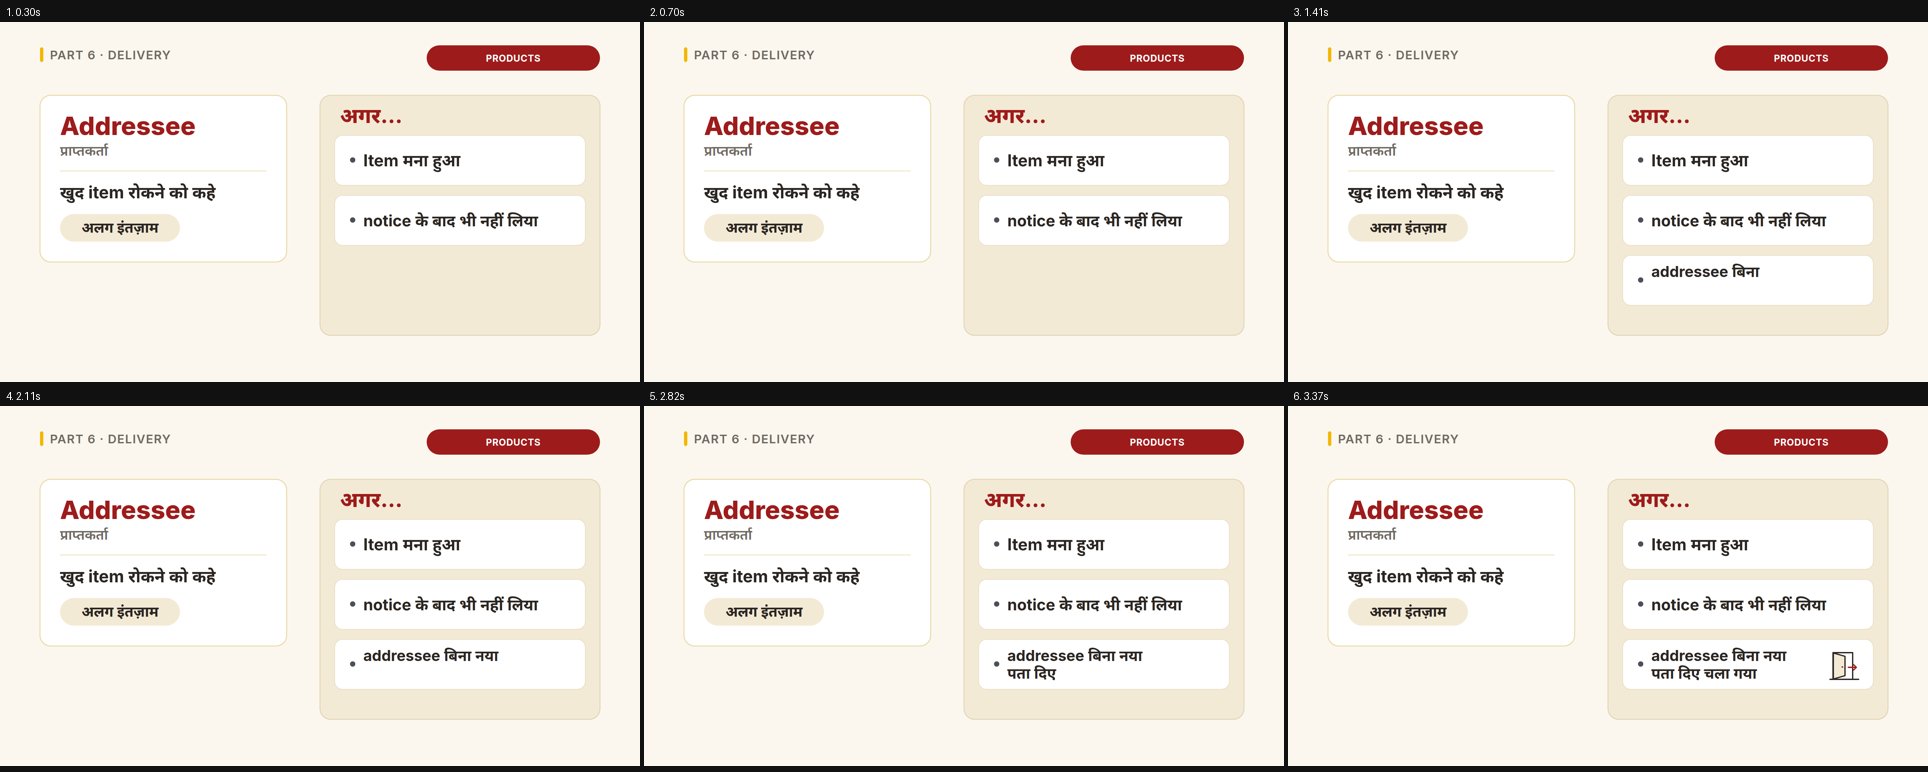 1. 0.30s
PART 6 · DELIVERY
PRODUCTS
Addressee
प्राप्तकर्ता
खुद item रोकने को कहे
अलग इंतज़ाम
अगर...
• Item मना हुआ
• notice के बाद भी नहीं लिया
2. 0.70s
PART 6 · DELIVERY
PRODUCTS
Addressee
प्राप्तकर्ता
खुद item रोकने को कहे
अलग इंतज़ाम
अगर...
• Item मना हुआ
• notice के बाद भी नहीं लिया
3. 1.41s
PART 6 · DELIVERY
PRODUCTS
Addressee
प्राप्तकर्ता
खुद item रोकने को कहे
अलग इंतज़ाम
अगर...
• Item मना हुआ
• notice के बाद भी नहीं लिया
• addressee बिना
4. 2.11s
PART 6 · DELIVERY
PRODUCTS
Addressee
प्राप्तकर्ता
खुद item रोकने को कहे
अलग इंतज़ाम
अगर...
• Item मना हुआ
• notice के बाद भी नहीं लिया
• addressee बिना नया
5. 2.82s
PART 6 · DELIVERY
PRODUCTS
Addressee
प्राप्तकर्ता
खुद item रोकने को कहे
अलग इंतज़ाम
अगर...
• Item मना हुआ
• notice के बाद भी नहीं लिया
• addressee बिना नया
पता दिए
6. 3.37s
PART 6 · DELIVERY
PRODUCTS
Addressee
प्राप्तकर्ता
खुद item रोकने को कहे
अलग इंतज़ाम
अगर...
• Item मना हुआ
• notice के बाद भी नहीं लिया
• addressee बिना नया
पता दिए चला गया